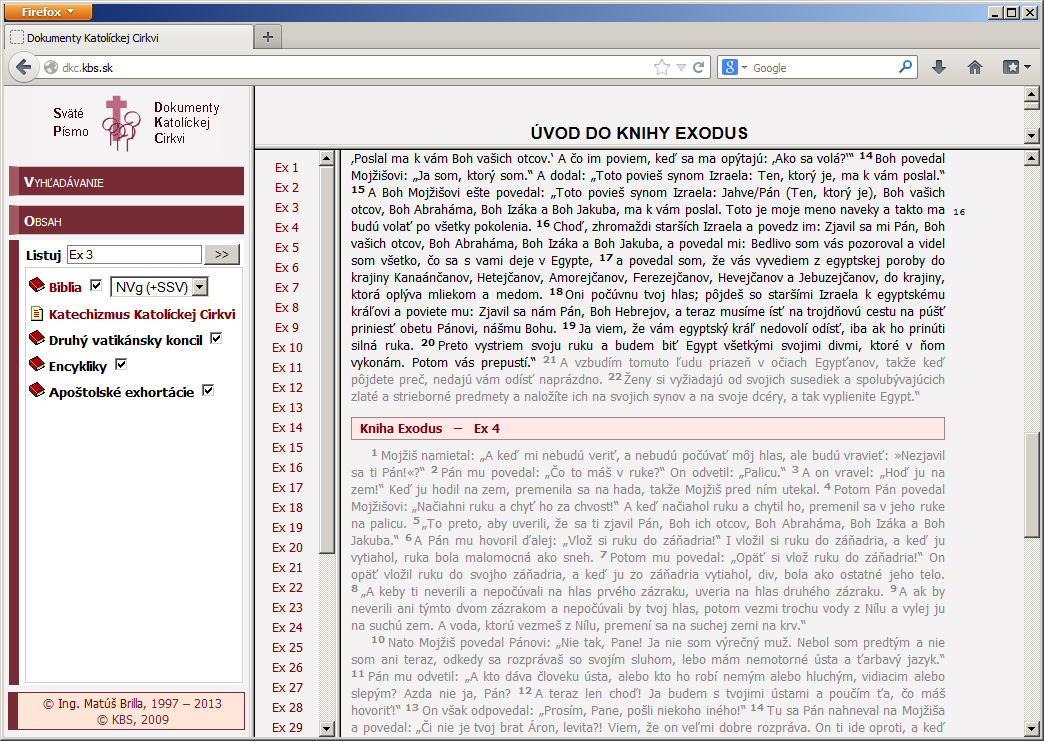 Firefox
Dokumenty Katolíckej Cirkvi
dkc.kbs.sk
Google
Sväté
Písmo
Dokumenty
Katolíckej
Cirkvi
VYHĽADÁVANIE
OBSAH
Listuj Ex 3 >>
Biblia NVg (+SSV)
Katechizmus Katolíckej Cirkvi
Druhý vatikánsky koncil
Encykliky
Apoštolské exhortácie
© Ing. Matúš Brilla, 1997 – 2013
© KBS, 2009
ÚVOD DO KNIHY EXODUS
Ex 1
Ex 2
Ex 3
Ex 4
Ex 5
Ex 6
Ex 7
Ex 8
Ex 9
Ex 10
Ex 11
Ex 12
Ex 13
Ex 14
Ex 15
Ex 16
Ex 17
Ex 18
Ex 19
Ex 20
Ex 21
Ex 22
Ex 23
Ex 24
Ex 25
Ex 26
Ex 27
Ex 28
Ex 29
‚Poslal ma k vám Boh vašich otcov.‘ A čo im poviem, keď sa ma opýtajú: ‚Ako sa volá?‘“ 14 Boh povedal
Mojžišovi: „Ja som, ktorý som.“ A dodal: „Toto povieš synom Izraela: Ten, ktorý je, ma k vám poslal.“
15 A Boh Mojžišovi ešte povedal: „Toto povieš synom Izraela: Jahve/Pán (Ten, ktorý je), Boh vašich
otcov, Boh Abraháma, Boh Izáka a Boh Jakuba, ma k vám poslal. Toto je moje meno naveky a takto ma
16
budú volať po všetky pokolenia. 16 Choď, zhromaždi starších Izraela a povedz im: Zjavil sa mi Pán, Boh
vašich otcov, Boh Abraháma, Boh Izáka a Boh Jakuba, a povedal mi: Bedlivo som vás pozoroval a videl
som všetko, čo sa s vami deje v Egypte, 17 a povedal som, že vás vyvediem z egyptskej poroby do
krajiny Kanaánčanov, Hetejčanov, Amorejčanov, Ferezejčanov, Hevejčanov a Jebuzejčanov, do krajiny,
ktorá oplýva mliekom a medom. 18 Oni počúvnu tvoj hlas; pôjdeš so staršími Izraela k egyptskému
kráľovi a poviete mu: Zjavil sa nám Pán, Boh Hebrejov, a teraz musíme ísť na trojdňovú cestu na púšť
priniesť obetu Pánovi, nášmu Bohu. 19 Ja viem, že vám egyptský kráľ nedovolí odísť, iba ak ho prinúti
silná ruka. 20 Preto vystriem svoju ruku a budem biť Egypt všetkými svojimi divmi, ktoré v ňom
vykonám. Potom vás prepustí.“ 21 A vzbudím tomuto ľudu priazeň v očiach Egypťanov, takže keď
pôjdete preč, nedajú vám odísť naprázdno. 22 Ženy si vyžiadajú od svojich susediek a spolubývajúcich
zlaté a strieborné predmety a naložíte ich na svojich synov a na svoje dcéry, a tak vyplienite Egypt.“
Kniha Exodus – Ex 4
1 Mojžiš namietal: „A keď mi nebudú veriť, a nebudú počúvať môj hlas, ale budú vravieť: »Nezjavil
sa ti Pán!«?“ 2 Pán mu povedal: „Čo to máš v ruke?“ On odvetil: „Palicu.“ 3 A on vravel: „Hoď ju na
zem!“ Keď ju hodil na zem, premenila sa na hada, takže Mojžiš pred ním utekal. 4 Potom Pán povedal
Mojžišovi: „Načiahni ruku a chyť ho za chvost!“ A keď načiahol ruku a chytil ho, premenil sa v jeho ruke
na palicu. 5 „To preto, aby uverili, že sa ti zjavil Pán, Boh ich otcov, Boh Abraháma, Boh Izáka a Boh
Jakuba.“ 6 A Pán mu hovoril ďalej: „Vlož si ruku do záňadria!“ I vložil si ruku do záňadria, a keď ju
vytiahol, ruka bola malomocná ako sneh. 7 Potom mu povedal: „Opäť si vlož ruku do záňadria!“ On
opäť vložil ruku do svojho záňadria, a keď ju zo záňadria vytiahol, div, bola ako ostatné jeho telo.
8 „A keby ti neverili a nepočúvali na hlas prvého zázraku, uveria na hlas druhého zázraku. 9 A ak by
neverili ani týmto dvom zázrakom a nepočúvali by tvoj hlas, potom vezmi trochu vody z Nílu a vylej ju
na suchú zem. A voda, ktorú vezmeš z Nílu, premení sa na suchej zemi na krv.“
10 Nato Mojžiš povedal Pánovi: „Nie tak, Pane! Ja nie som výrečný muž. Nebol som predtým a nie
som ani teraz, odkedy sa rozprávaš so svojím sluhom, lebo mám nemotorné ústa a ťarbavý jazyk.“
11 Pán mu odvetil: „A kto dáva človeku ústa, alebo kto ho robí nemým alebo hluchým, vidiacim alebo
slepým? Azda nie ja, Pán? 12 A teraz len choď! Ja budem s tvojimi ústami a poučím ťa, čo máš
hovoriť!“ 13 On však odpovedal: „Prosím, Pane, pošli niekoho iného!“ 14 Tu sa Pán nahneval na Mojžiša
a povedal: „Či nie je tvoj brat Áron, levita?! Viem, že on veľmi dobre rozpráva. On ti ide oproti, a keď